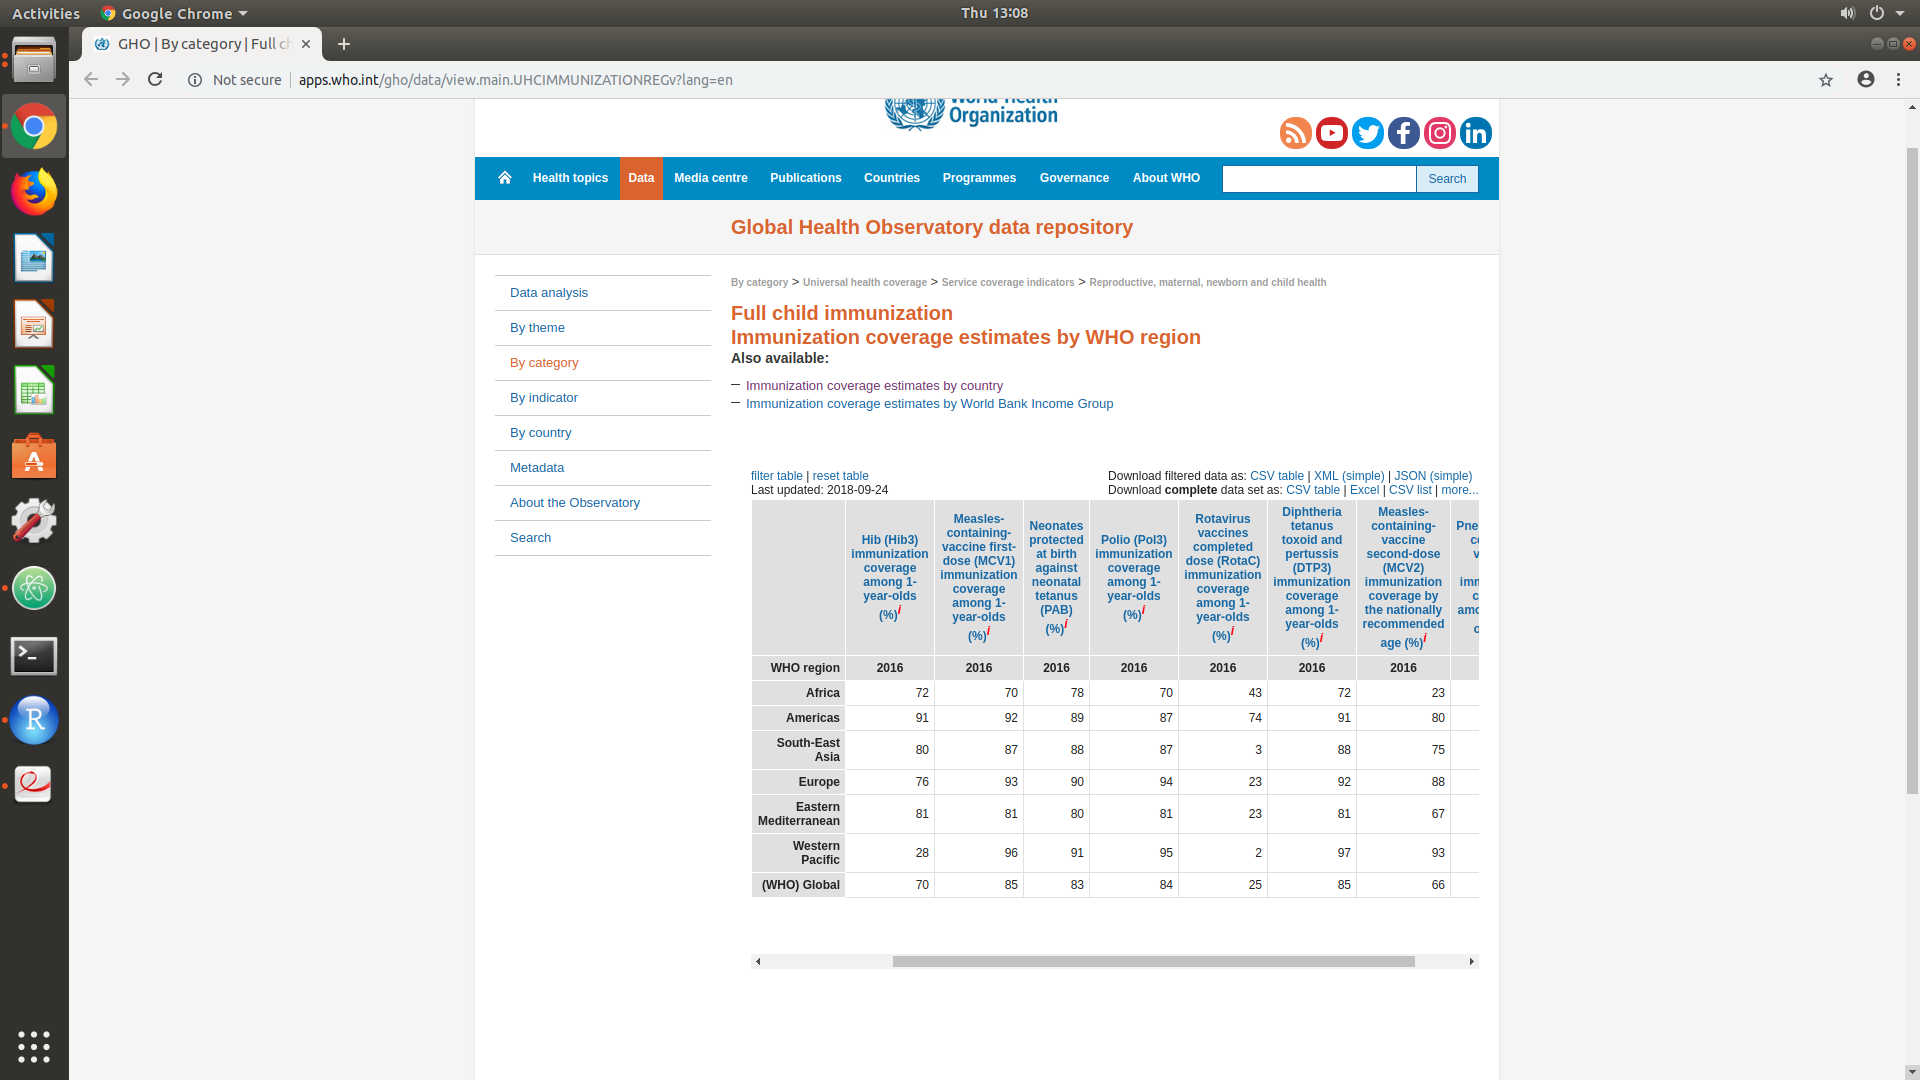 Activities Google Chrome Thu 13:08
GHO | By category | Full ch
Not secure apps.who.int/gho/data/view.main.UHCIMMUNIZATIONREGv?lang=en
World Health
Organization
Health topics Data Media centre Publications Countries Programmes Governance About WHO Search
Global Health Observatory data repository
Data analysis
By theme
By category
By indicator
By country
Metadata
About the Observatory
Search
By category > Universal health coverage > Service coverage indicators > Reproductive, maternal, newborn and child health
Full child immunization
Immunization coverage estimates by WHO region
Also available:
– Immunization coverage estimates by country
– Immunization coverage estimates by World Bank Income Group
filter table | reset table Download filtered data as: CSV table | XML (simple) | JSON (simple)
Last updated: 2018-09-24 Download complete data set as: CSV table | Excel | CSV list | more...
Hib (Hib3)
immunization
coverage
among 1-
year-olds
(%)i
Measles-
containing-
vaccine first-
dose (MCV1)
immunization
coverage
among 1-
year-olds
(%)i
Neonates
protected
at birth
against
neonatal
tetanus
(PAB)
(%)i
Polio (Pol3)
immunization
coverage
among 1-
year-olds
(%)i
Rotavirus
vaccines
completed
dose (RotaC)
immunization
coverage
among 1-
year-olds
(%)i
Diphtheria
tetanus
toxoid and
pertussis
(DTP3)
immunization
coverage
among 1-
year-olds
(%)i
Measles-
containing-
vaccine
second-dose
(MCV2)
immunization
coverage by
the nationally
recommended
age (%)i
WHO region 2016 2016 2016 2016 2016 2016 2016
Africa 72 70 78 70 43 72 23
Americas 91 92 89 87 74 91 80
South-East
Asia 80 87 88 87 3 88 75
Europe 76 93 90 94 23 92 88
Eastern
Mediterranean 81 81 80 81 23 81 67
Western
Pacific 28 96 91 95 2 97 93
(WHO) Global 70 85 83 84 25 85 66